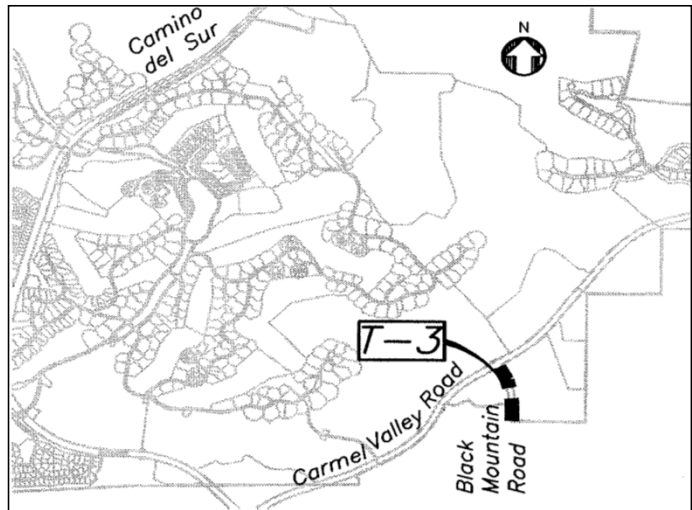 Camino
del Sur
N
T-3
Carmel Valley Road
Black
Mountain
Road